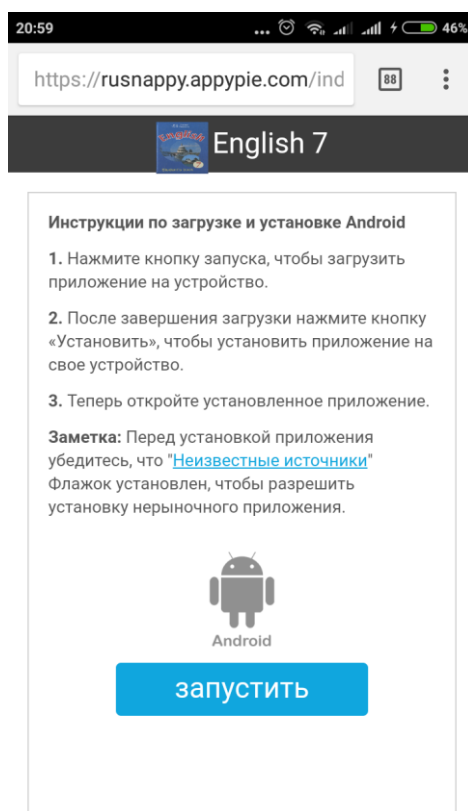 20:59
... 46%
https://rusnappy.appypie.com/ind
88
English 7
Инструкции по загрузке и установке Android
1. Нажмите кнопку запуска, чтобы загрузить
приложение на устройство.
2. После завершения загрузки нажмите кнопку
«Установить», чтобы установить приложение на
свое устройство.
3. Теперь откройте установленное приложение.
Заметка: Перед установкой приложения
убедитесь, что "Неизвестные источники"
Флажок установлен, чтобы разрешить
установку нерыночного приложения.
Android
запустить